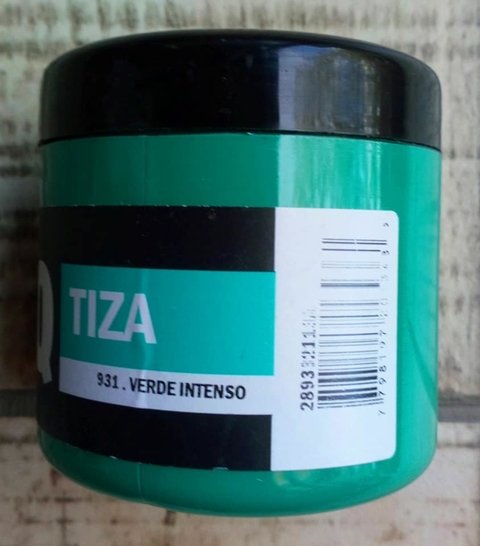 Q
TIZA
931 . VERDE INTENSO